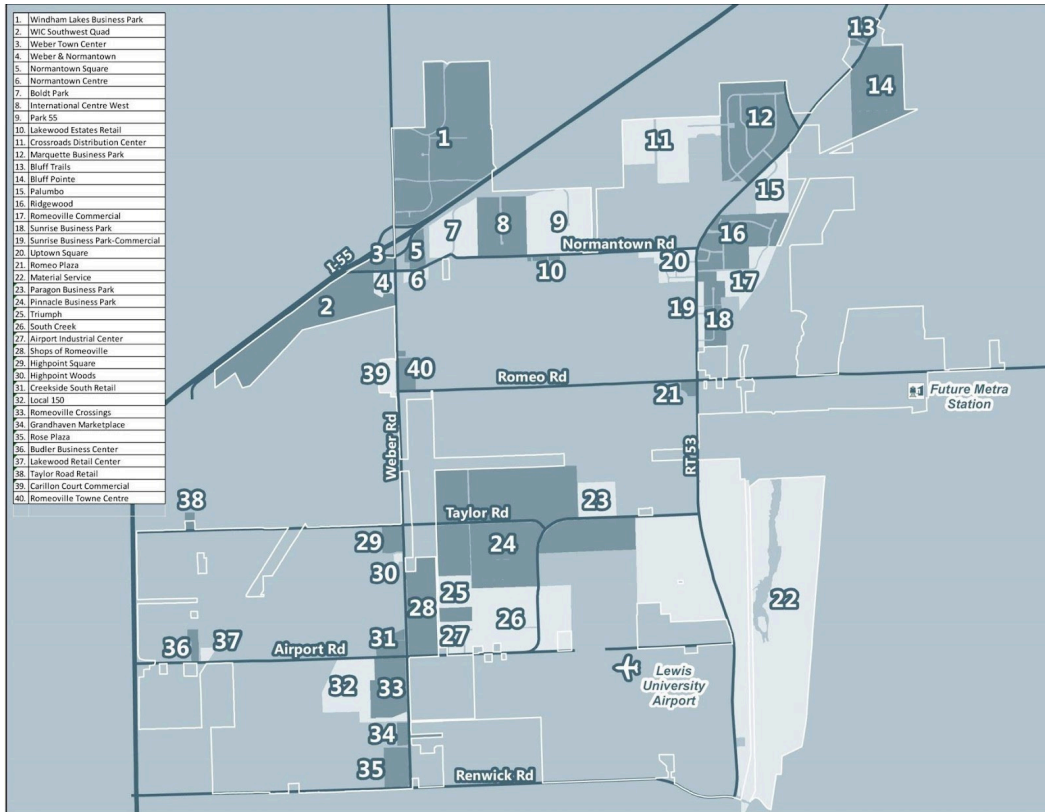 1. Windham Lakes Business Park
2. WIC Southwest Quad
3. Weber Town Center
4. Weber & Normantown
5. Normantown Square
6. Normantown Centre
7. Boldt Park
8. International Centre West
9. Park 55
10. Lakewood Estates Retail
11. Crossroads Distribution Center
12. Marquette Business Park
13. Bluff Trails
14. Bluff Pointe
15. Palumbo
16. Ridgewood
17. Romeoville Commercial
18. Sunrise Business Park
19. Sunrise Business Park-Commercial
20. Uptown Square
21. Romeo Plaza
22. Material Service
23. Paragon Business Park
24. Pinnacle Business Park
25. Triumph
26. South Creek
27. Airport Industrial Center
28. Shops of Romeoville
29. Highpoint Square
30. Highpoint Woods
31. Creekside South Retail
32. Local 150
33. Romeoville Crossings
34. Grandhaven Marketplace
35. Rose Plaza
36. Budler Business Center
37. Lakewood Retail Center
38. Taylor Road Retail
39. Carillon Court Commercial
40. Romeoville Towne Centre
13
14
12
1
11
15
7
8
9
16
3
5
Normantown Rd
I-55
20
10
4
6
17
2
19
18
39
40
Romeo Rd
21
Future Metra
Station
Weber Rd
RT 53
38
23
Taylor Rd
29
24
30
25
28
26
22
31
27
36
37
Airport Rd
32
33
Lewis
University
Airport
34
35
Renwick Rd